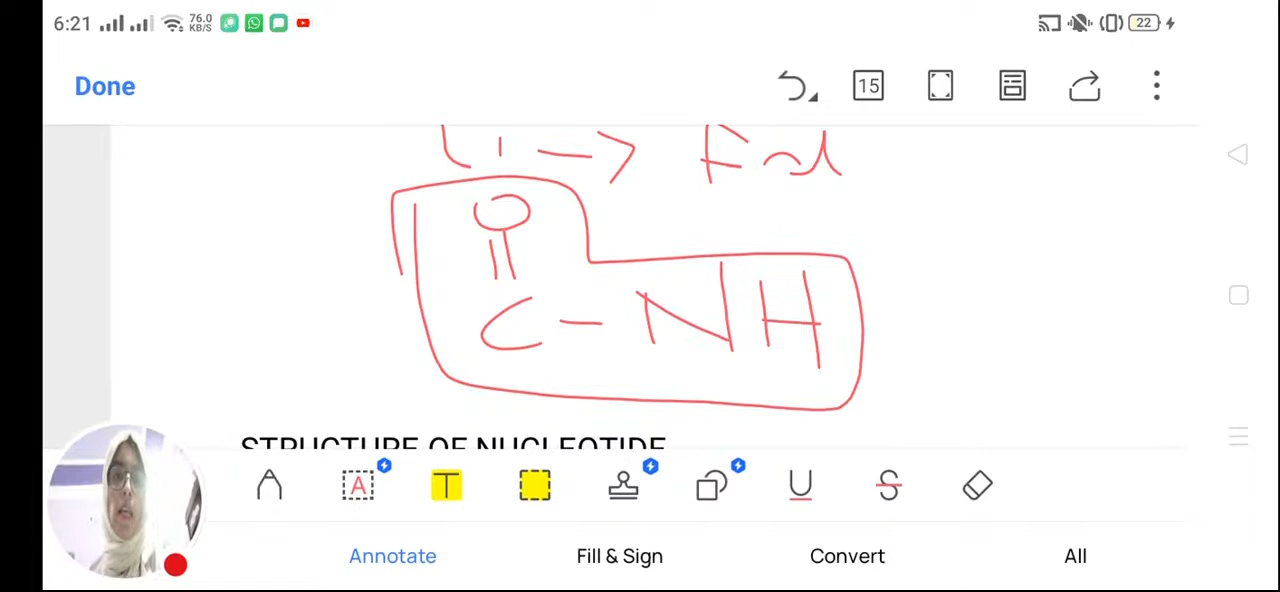 6:21 76.0 KB/S 22
Done 15
O
C - NH
STRUCTURE OF NUCLEOTIDE
A T U S
Annotate Fill & Sign Convert All